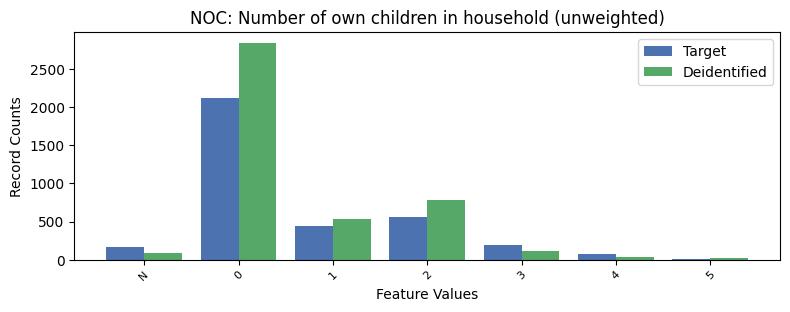 NOC: Number of own children in household (unweighted)
Target
Deidentified
Record Counts
2500
2000
1500
1000
500
0
N 0 1 2 3 4 5
Feature Values